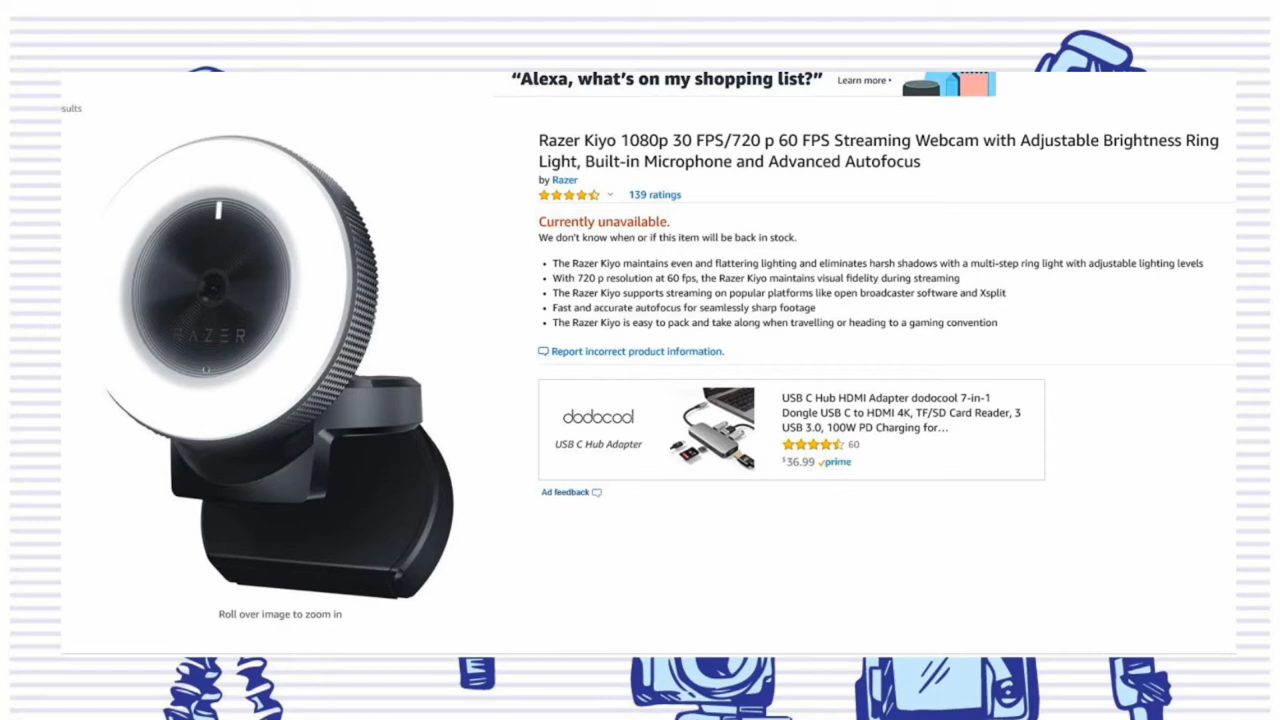 "Alexa, what's on my shopping list?" Learn more ▸
sults
Razer Kiyo 1080p 30 FPS/720 p 60 FPS Streaming Webcam with Adjustable Brightness Ring
Light, Built-in Microphone and Advanced Autofocus
by Razer
139 ratings
Currently unavailable.
We don't know when or if this item will be back in stock.
• The Razer Kiyo maintains even and flattering lighting and eliminates harsh shadows with a multi-step ring light with adjustable lighting levels
• With 720 p resolution at 60 fps, the Razer Kiyo maintains visual fidelity during streaming
• The Razer Kiyo supports streaming on popular platforms like open broadcaster software and Xsplit
• Fast and accurate autofocus for seamlessly sharp footage
• The Razer Kiyo is easy to pack and take along when travelling or heading to a gaming convention
RAZER
Report incorrect product information.
dodocool
USB C Hub Adapter
USB C Hub HDMI Adapter dodocool 7-in-1
Dongle USB C to HDMI 4K, TF/SD Card Reader, 3
USB 3.0, 100W PD Charging for...
60
$36.99 prime
Ad feedback
Roll over image to zoom in